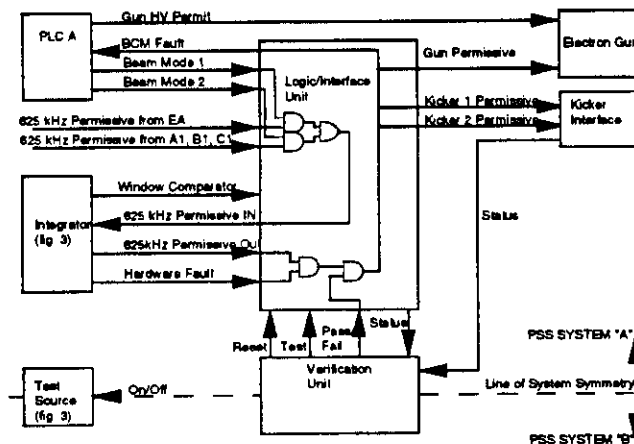 Gun HV Permit
PLC A
BCM Fault
Electron Gun
Beam Mode 1
Logic/Interface
Unit
Gun Permissive
Beam Mode 2
Kicker 1 Permissive
Kicker
Interface
625 kHz Permissive from EA
Kicker 2 Permissive
625 kHz Permissive from A1, B1, C1
Window Comparator
Status
Integrator
(fig 3)
625 kHz Permissive IN
625kHz Permissive Out
Hardware Fault
Reset
Test
Pass
Fail
Status
PSS SYSTEM "A"
Verification
Unit
Test
Source
(fig 3)
On/Off
Line of System Symmetry
PSS SYSTEM "B"